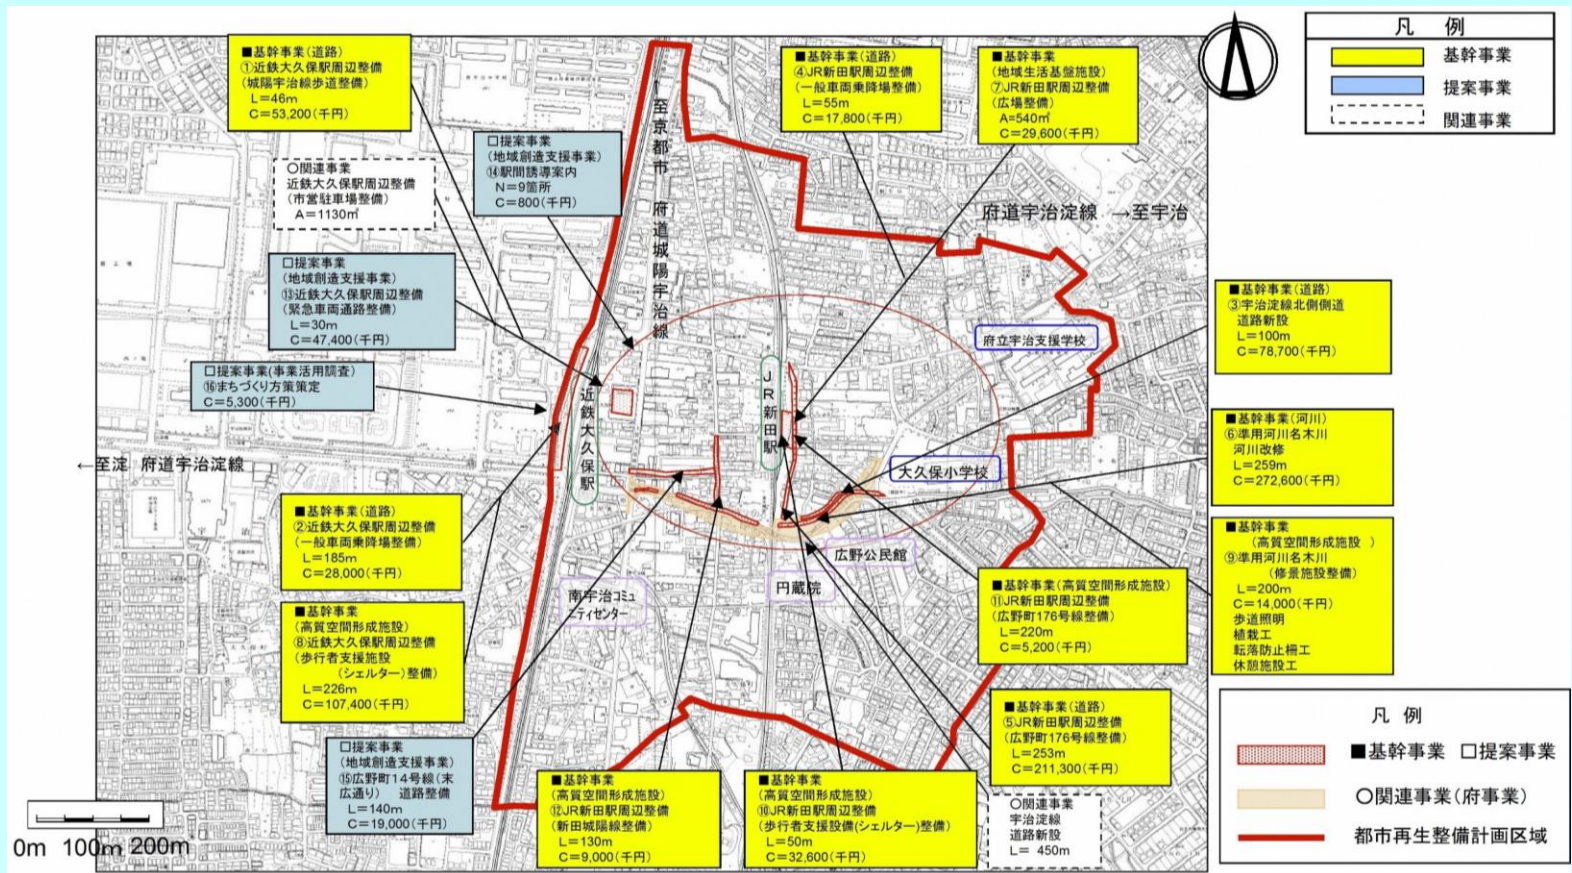 ■基幹事業(道路)
①近鉄大久保駅周辺整備
(城陽宇治線歩道整備)
L=46m
C=53,200(千円)
○関連事業
近鉄大久保駅周辺整備
(市営駐車場整備)
A=1130㎡
□提案事業
(地域創造支援事業)
⑭駅間誘導案内
N=9箇所
C=800(千円)
□提案事業
(地域創造支援事業)
⑬近鉄大久保駅周辺整備
(緊急車両通路整備)
L=30m
C=47,400(千円)
□提案事業(事業活用調査)
⑯まちづくり方策策定
C=5,300(千円)
■基幹事業(道路)
②近鉄大久保駅周辺整備
(一般車両乗降場整備)
L=185m
C=28,000(千円)
■基幹事業
(高質空間形成施設)
⑧近鉄大久保駅周辺整備
(歩行者支援施設
(シェルター)整備)
L=226m
C=107,400(千円)
□提案事業
(地域創造支援事業)
⑮広野町14号線(末
広通り) 道路整備
L=140m
C=19,000(千円)
■基幹事業
(高質空間形成施設)
⑫JR新田駅周辺整備
(新田城陽線整備)
L=130m
C=9,000(千円)
■基幹事業
(高質空間形成施設)
⑩JR新田駅周辺整備
(歩行者支援設備(シェルター)整備)
L=50m
C=32,600(千円)
■基幹事業(道路)
④JR新田駅周辺整備
(一般車両乗降場整備)
L=55m
C=17,800(千円)
■基幹事業
(地域生活基盤施設)
⑦JR新田駅周辺整備
(広場整備)
A=540㎡
C=29,600(千円)
■基幹事業(道路)
③宇治淀線北側側道
道路新設
L=100m
C=78,700(千円)
■基幹事業(河川)
⑥準用河川名木川
河川改修
L=259m
C=272,600(千円)
■基幹事業
(高質空間形成施設 )
⑨準用河川名木川
(修景施設整備)
L=200m
C=14,000(千円)
歩道照明
植栽工
転落防止柵工
休憩施設工
■基幹事業(高質空間形成施設)
⑪JR新田駅周辺整備
(広野町176号線整備)
L=220m
C=5,200(千円)
■基幹事業(道路)
⑤JR新田駅周辺整備
(広野町176号線整備)
L=253m
C=211,300(千円)
○関連事業
宇治淀線
道路新設
L= 450m
←至京都市 府道城陽宇治線
府道宇治淀線 →至宇治
←至淀 府道宇治淀線
近鉄大久保駅
JR新田駅
府立宇治支援学校
大久保小学校
広野公民館
円蔵院
南宇治コミュ
ニティセンター
凡 例
基幹事業
提案事業
関連事業
凡 例
■基幹事業 □提案事業
○関連事業(府事業)
都市再生整備計画区域
0m 100m 200m